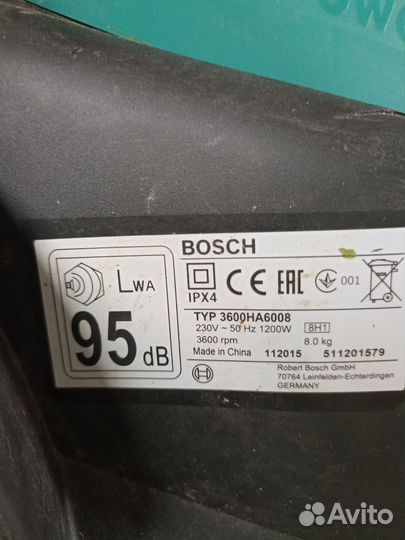 BOSCH
LWA
95 dB
IPX4
CE EAC 001
TYP 3600HA6008
230V ~ 50 Hz 1200W 8H1
3600 rpm 8.0 kg
Made in China 112015 511201579
Robert Bosch GmbH
70764 Leinfelden-Echterdingen
GERMANY
Avito